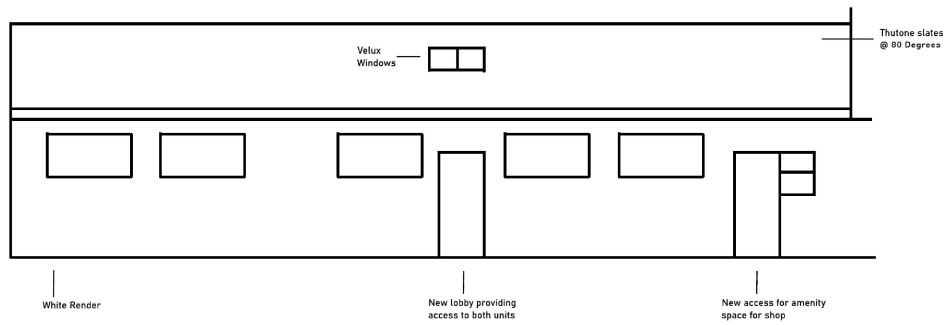 Thutone slates
@ 80 Degrees
Velux
Windows
White Render
New lobby providing
access to both units
New access for amenity
space for shop